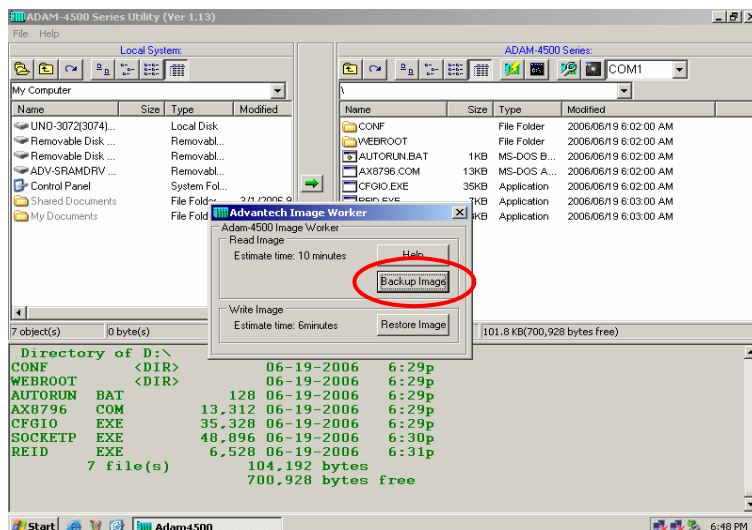 ADAM-4500 Series Utility (Ver 1.13)
File Help
Local System:
ADAM-4500 Series:
COM1
My Computer
\
Name Size Type Modified
UNO-3072(3074)... Local Disk
Removable Disk ... Removabl...
Removable Disk ... Removabl...
ADV-SRAMDRV ... Removabl...
Control Panel System Fol...
Shared Documents File Folder 3/1/2006 9
My Documents File Fold
Name Size Type Modified
CONF File Folder 2006/06/19 6:02:00 AM
WEBROOT File Folder 2006/06/19 6:02:00 AM
AUTORUN.BAT 1KB MS-DOS B... 2006/06/19 6:02:00 AM
AX8796.COM 13KB MS-DOS A... 2006/06/19 6:02:00 AM
CFGIO.EXE 35KB Application 2006/06/19 6:02:00 AM
REID.EXE 7KB Application 2006/06/19 6:03:00 AM
KB Application 2006/06/19 6:03:00 AM
Advantech Image Worker
Adam-4500 Image Worker
Read Image
Estimate time: 10 minutes
Help
Backup Image
Write Image
Estimate time: 6minutes
Restore Image
7 object(s) 0 byte(s)
101.8 KB(700,928 bytes free)
Directory of D:\
CONF <DIR> 06-19-2006 6:29p
WEBROOT <DIR> 06-19-2006 6:29p
AUTORUN BAT 128 06-19-2006 6:29p
AX8796 COM 13,312 06-19-2006 6:29p
CFGIO EXE 35,328 06-19-2006 6:29p
SOCKETP EXE 48,896 06-19-2006 6:30p
REID EXE 6,528 06-19-2006 6:31p
7 file(s) 104,192 bytes
700,928 bytes free
Start
Adam4500
6:48 PM